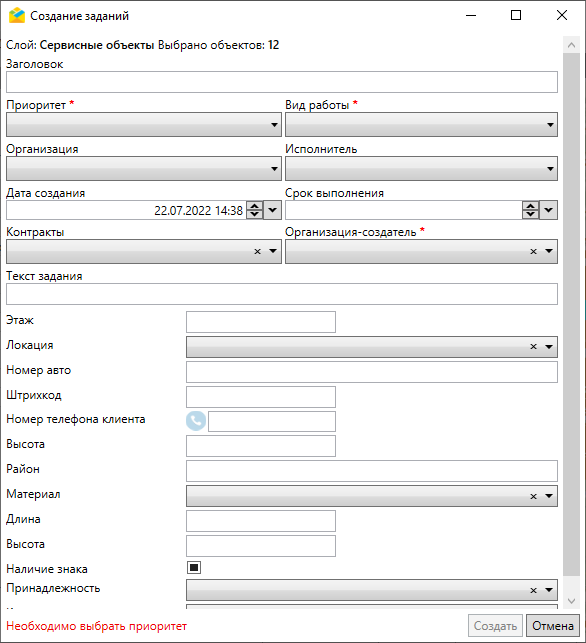 Создание заданий
Слой: Сервисные объекты Выбрано объектов: 12
Заголовок
Приоритет * Вид работы *
Организация Исполнитель
Дата создания Срок выполнения
22.07.2022 14:38
Контракты Организация-создатель *
Текст задания
Этаж
Локация
Номер авто
Штрихкод
Номер телефона клиента
Высота
Район
Материал
Длина
Высота
Наличие знака
Принадлежность
Необходимо выбрать приоритет Создать Отмена